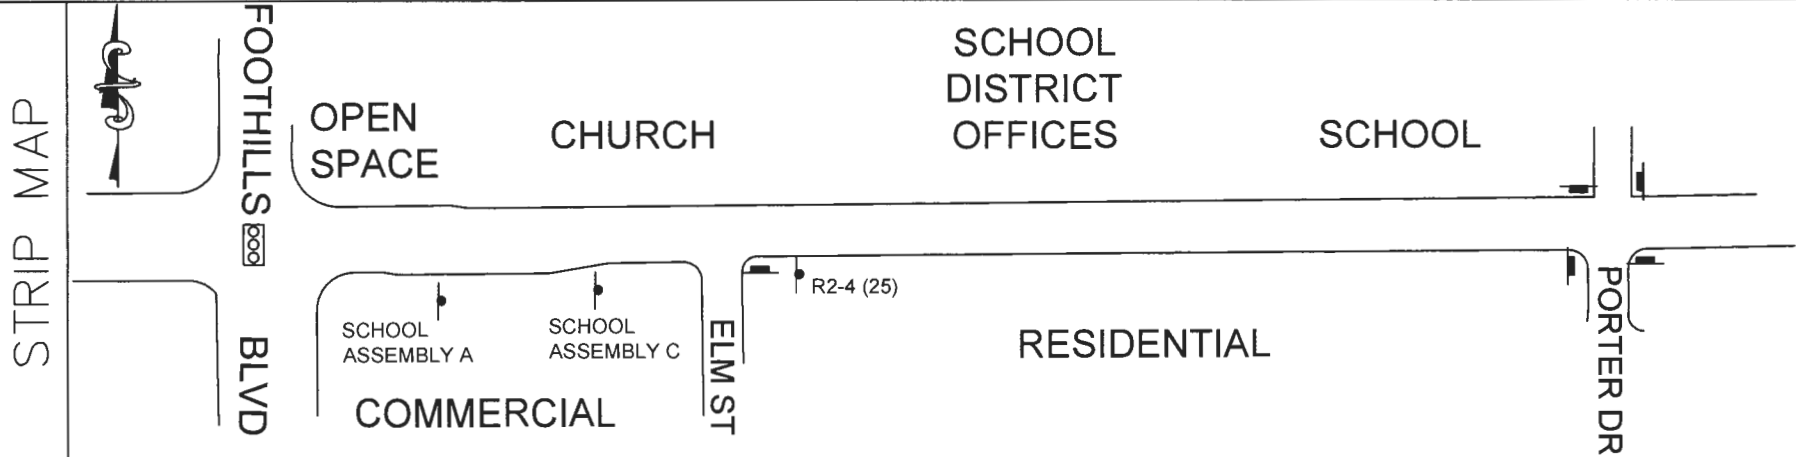 STRIP MAP
FOOTHILLS
BLVD
OPEN
SPACE
CHURCH
SCHOOL
DISTRICT
OFFICES
SCHOOL
SCHOOL
ASSEMBLY A
SCHOOL
ASSEMBLY C
COMMERCIAL
ELM ST
R2-4 (25)
RESIDENTIAL
PORTER DR